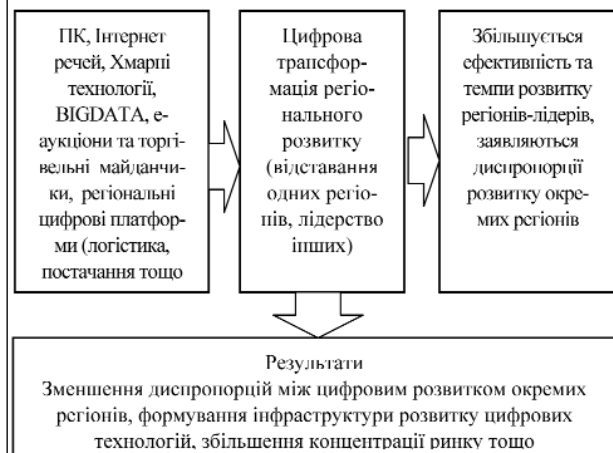 ПК, Інтернет
речей, Хмарні
технології,
BIGDATA, е-
аукціони та торгі-
вельні майданчи-
ки, регіональні
цифрові платфор-
ми (логістика,
постачання тощо
Цифрова
трансфор-
мація регіо-
нального
розвитку
(відставання
одних регіо-
нів, лідерство
інших)
Збільшується
ефективність та
темпи розвитку
регіонів-лідерів,
заявляються
диспропорції
розвитку окре-
мих регіонів
Результати
Зменшення диспропорцій між цифровим розвитком окремих
регіонів, формування інфраструктури розвитку цифрових
технологій, збільшення концентрації ринку тощо